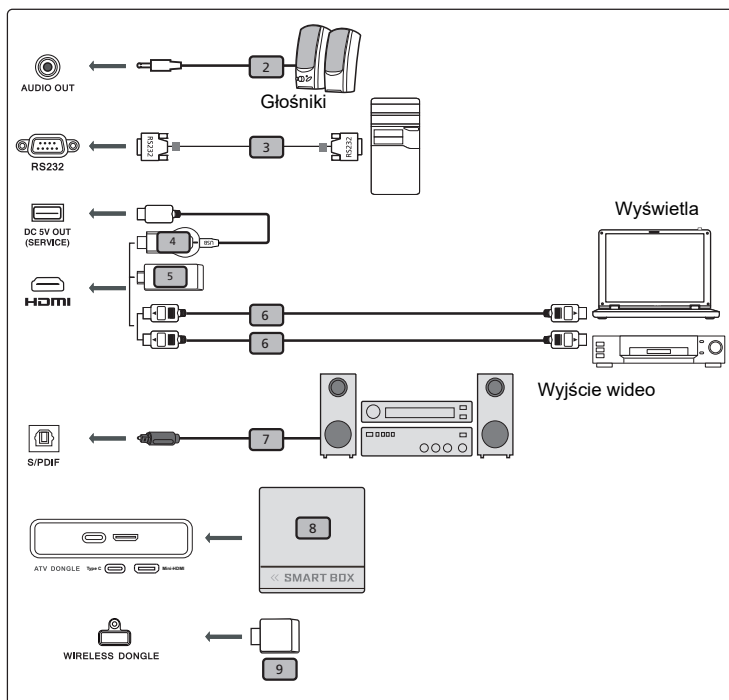 AUDIO OUT
2
Głośniki
RS232
RS232
3
RS232
Wyświetla
DC 5V OUT
(SERVICE)
4
USB
5
HDMI
6
6
Wyjście wideo
S/PDIF
7
8
« SMART BOX
ATV DONGLE Type C Mini-HDMI
WIRELESS DONGLE
9